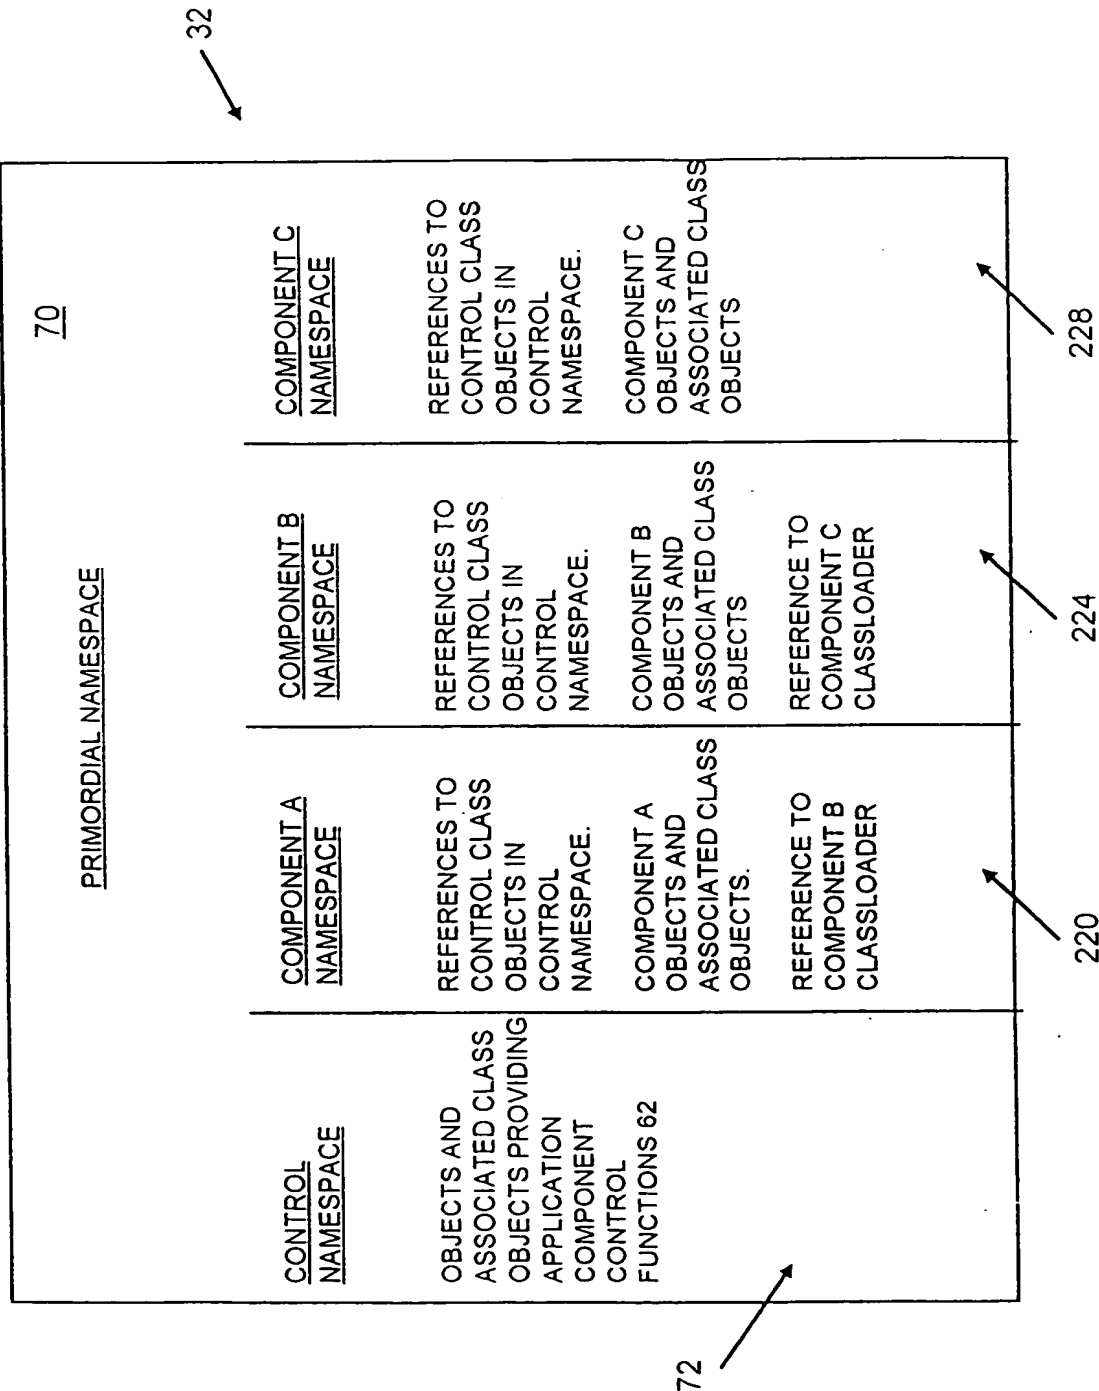 32
70
PRIMORDIAL NAMESPACE
CONTROL
NAMESPACE
OBJECTS AND
ASSOCIATED CLASS
OBJECTS PROVIDING
APPLICATION
COMPONENT
CONTROL
FUNCTIONS 62
72
COMPONENT A
NAMESPACE
REFERENCES TO
CONTROL CLASS
OBJECTS IN
CONTROL
NAMESPACE.
COMPONENT A
OBJECTS AND
ASSOCIATED CLASS
OBJECTS.
REFERENCE TO
COMPONENT B
CLASSLOADER
220
COMPONENT B
NAMESPACE
REFERENCES TO
CONTROL CLASS
OBJECTS IN
CONTROL
NAMESPACE.
COMPONENT B
OBJECTS AND
ASSOCIATED CLASS
OBJECTS
REFERENCE TO
COMPONENT C
CLASSLOADER
224
COMPONENT C
NAMESPACE
REFERENCES TO
CONTROL CLASS
OBJECTS IN
CONTROL
NAMESPACE.
COMPONENT C
OBJECTS AND
ASSOCIATED CLASS
OBJECTS
228